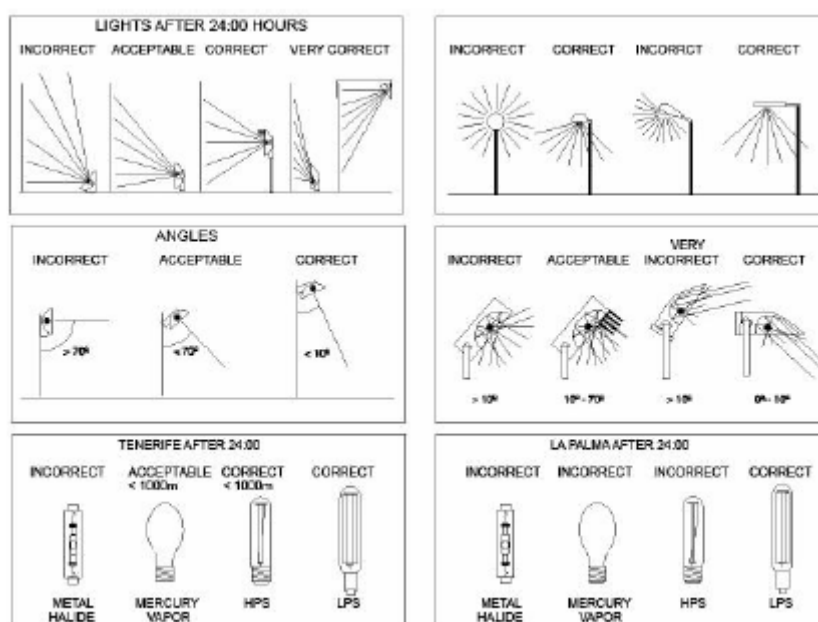 LIGHTS AFTER 24:00 HOURS
INCORRECT ACCEPTABLE CORRECT VERY CORRECT
INCORRECT CORRECT INCORRCT CORRECT
ANGLES
INCORRECT ACCEPTABLE CORRECT
> 70º < 70º < 10º
VERY
INCORRECT ACCEPTABLE INCORRECT CORRECT
> 10º 10º - 70º > 10º 0º - 10º
TENERIFE AFTER 24:00
INCORRECT ACCEPTABLE CORRECT CORRECT
< 1000m < 1000m
METAL MERCURY HPS LPS
HALIDE VAPOR
LA PALMA AFTER 24:00
INCORRECT INCORRECT INCORRECT CORRECT
METAL MERCURY HPS LPS
HALIDE VAPOR